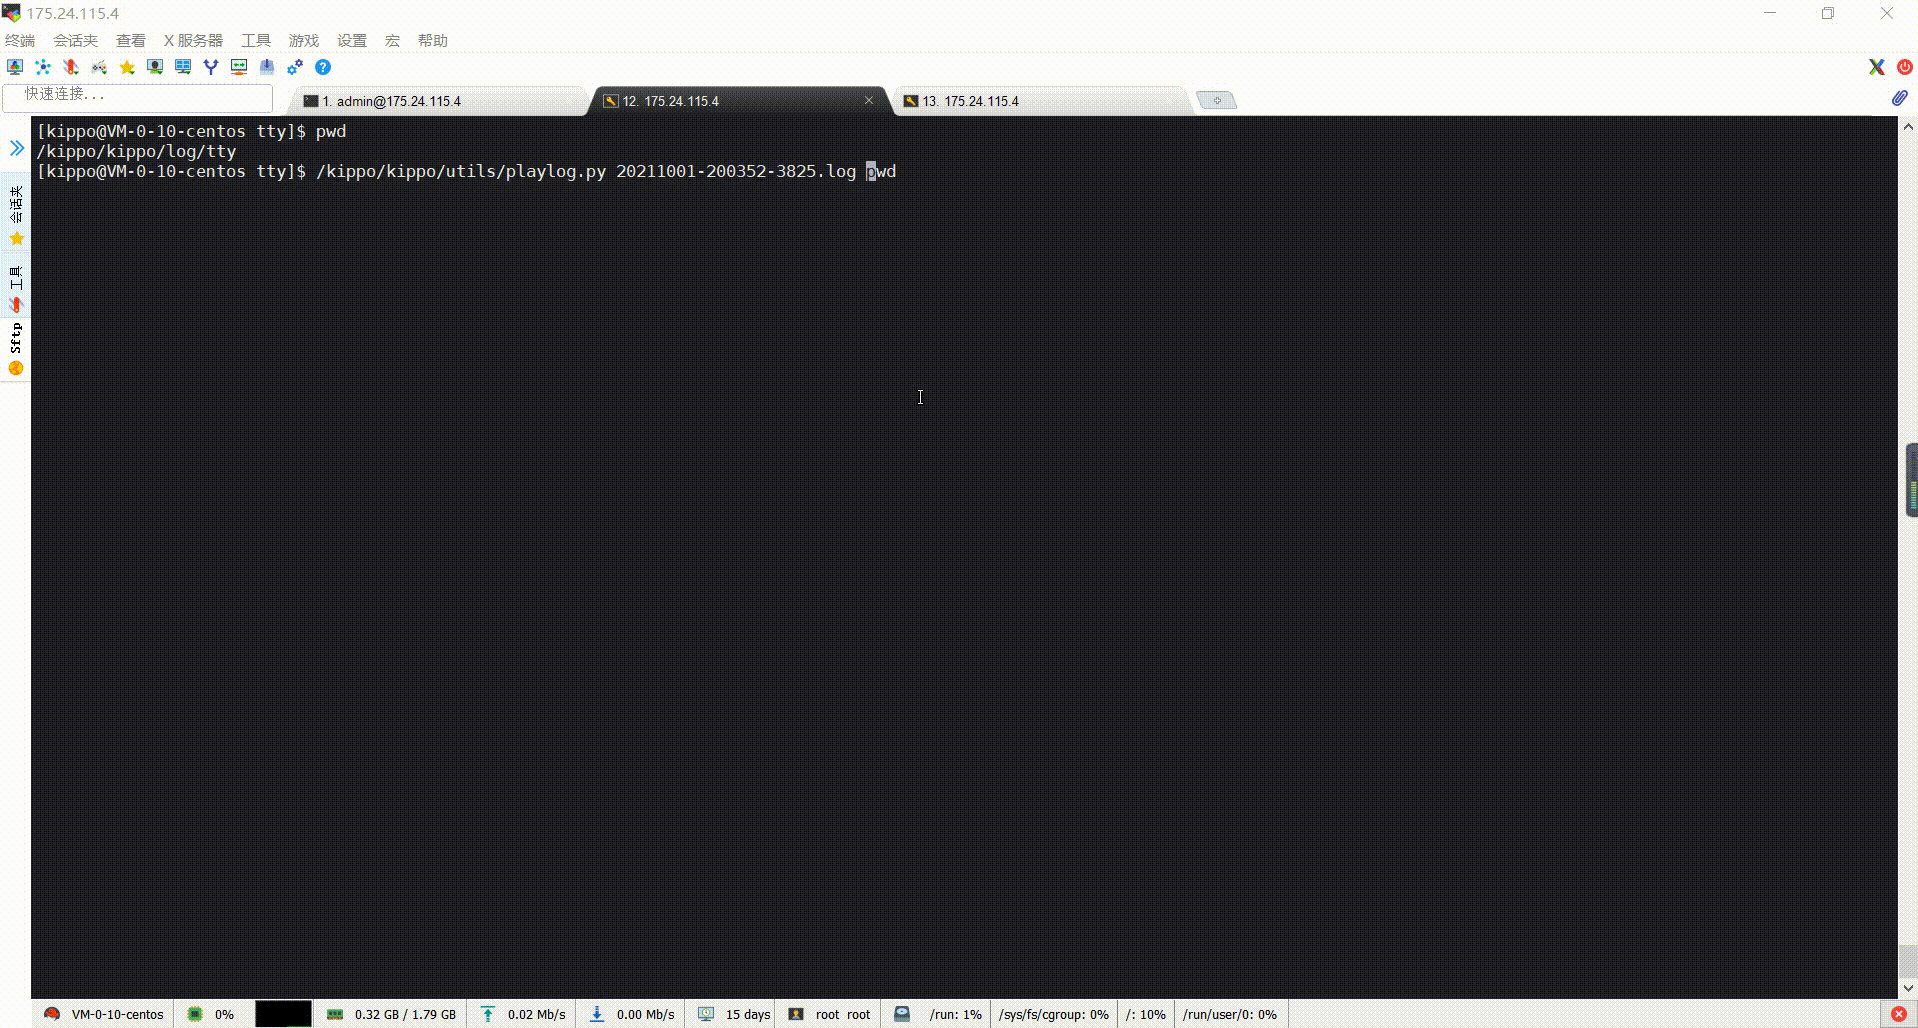 175.24.115.4
终端 会话夹 查看 X 服务器 工具 游戏 设置 宏 帮助
快速连接...
1. admin@175.24.115.4
12. 175.24.115.4
13. 175.24.115.4
[kippo@VM-0-10-centos tty]$ pwd
/kippo/kippo/log/tty
[kippo@VM-0-10-centos tty]$ /kippo/kippo/utils/playlog.py 20211001-200352-3825.log pwd
会话夹
工具
Sftp
VM-0-10-centos 0% 0.32 GB / 1.79 GB 0.02 Mb/s 0.00 Mb/s 15 days root root /run: 1% /sys/fs/cgroup: 0% /: 10% /run/user/0: 0%